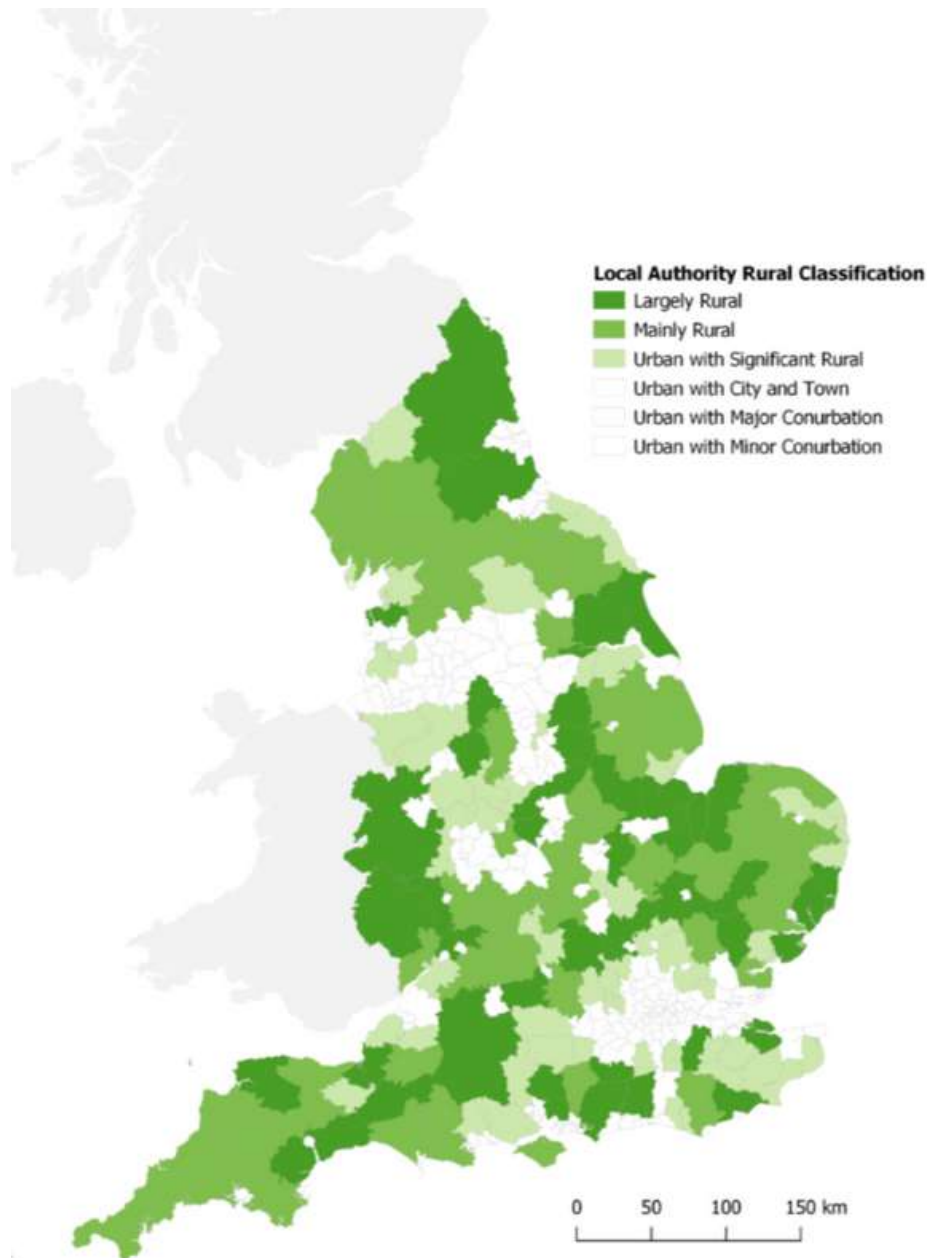 Local Authority Rural Classification
Largely Rural
Mainly Rural
Urban with Significant Rural
Urban with City and Town
Urban with Major Conurbation
Urban with Minor Conurbation
0 50 100 150 km